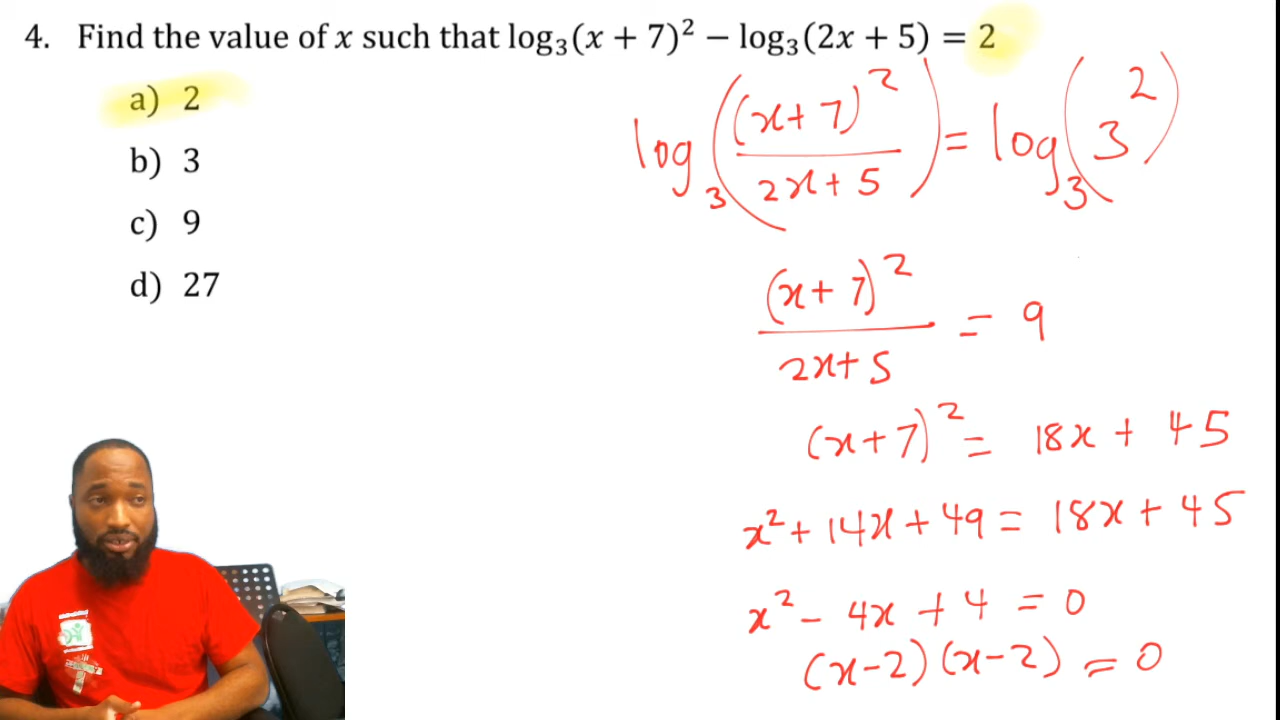 4. Find the value of x such that log₃(x + 7)² − log₃(2x + 5) = 2
a) 2
b) 3
c) 9
d) 27
log₃((x+7)²/(2x+5)) = log₃(3²)
(x+7)²/(2x+5) = 9
(x+7)² = 18x + 45
x² + 14x + 49 = 18x + 45
x² − 4x + 4 = 0
(x−2)(x−2) = 0